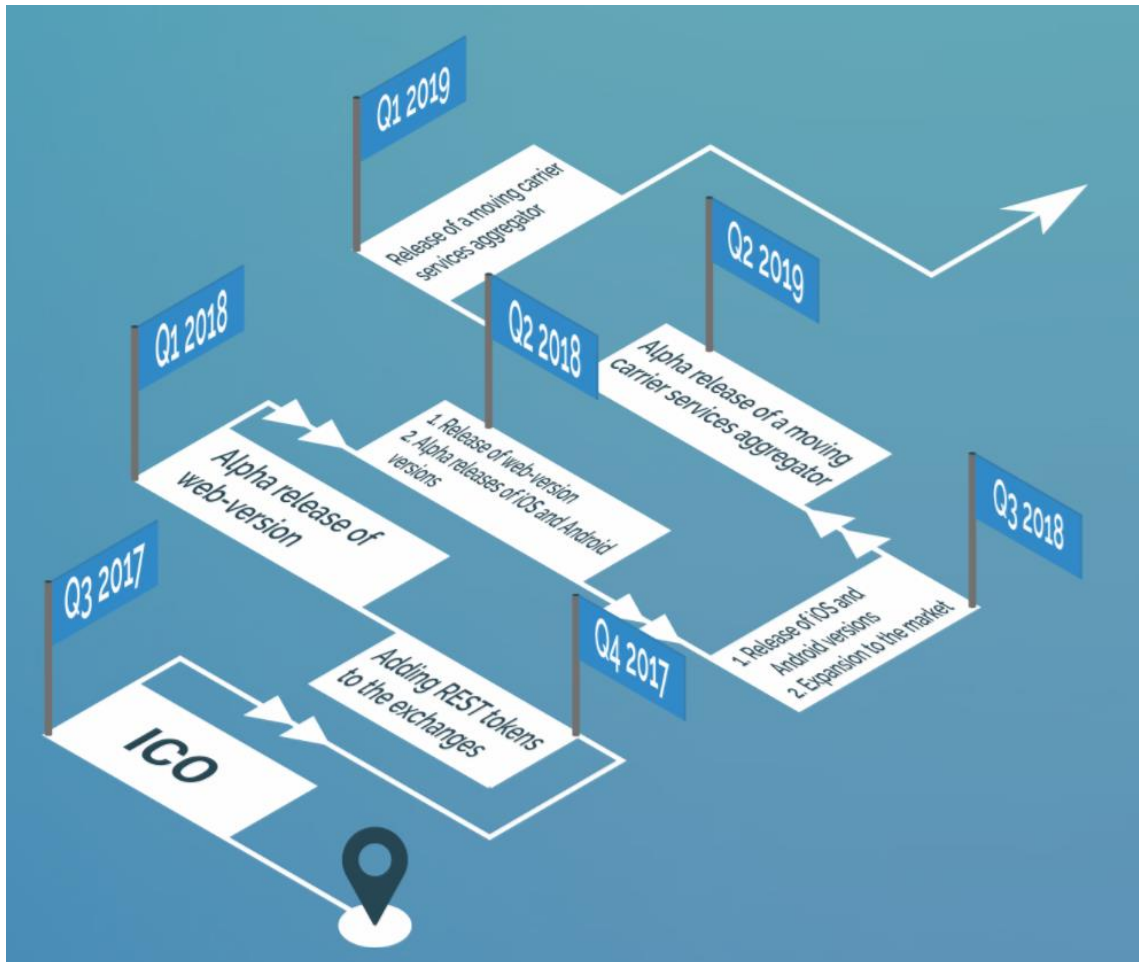 Q1 2019
Release of a moving carrier
services aggregator
Q2 2019
Alpha release of a moving
carrier services aggregator
Q1 2018
Alpha release of
web-version
Q2 2018
1. Release of web-version
2. Alpha releases of iOS and Android
versions
Q3 2018
1. Release of iOS and
Android versions
2. Expansion to the market
Q3 2017
ICO
Q4 2017
Adding REST tokens
to the exchanges